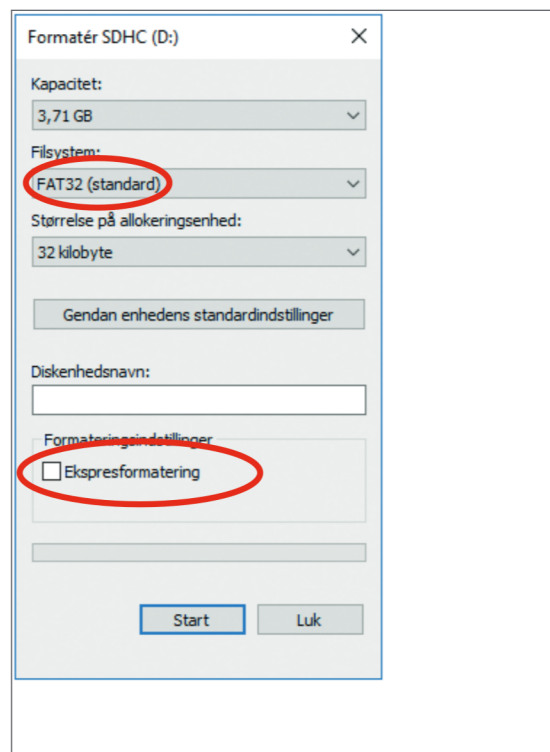 Formatér SDHC (D:)
Kapacitet:
3,71 GB
Filsystem:
FAT32 (standard)
Størrelse på allokeringsenhed:
32 kilobyte
Gendan enhedens standardindstillinger
Diskenhedsnavn:
Formateringsindstillinger
Ekspresformatering
Start
Luk